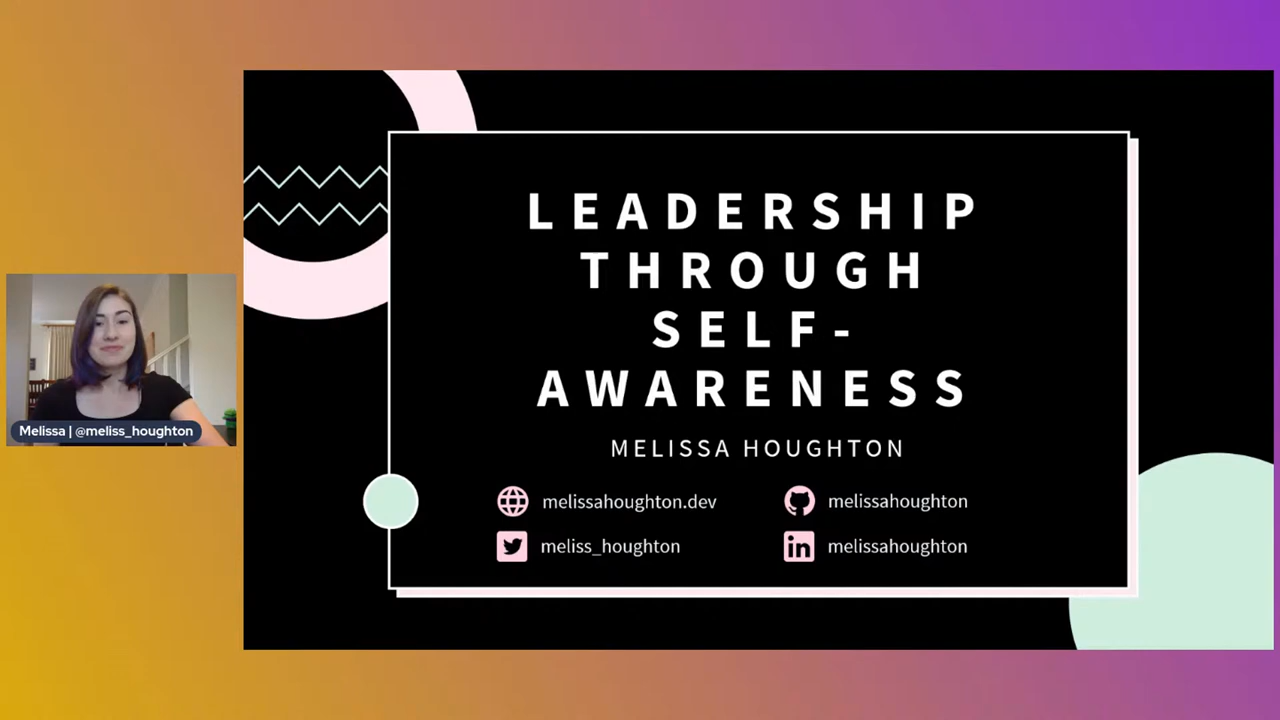 LEADERSHIP
THROUGH
SELF-
AWARENESS
MELISSA HOUGHTON
melissahoughton.dev
melissahoughton
meliss_houghton
melissahoughton
Melissa | @meliss_houghton